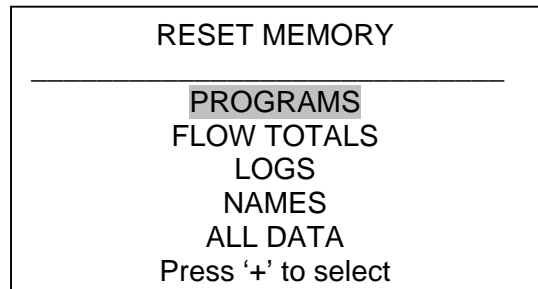 RESET MEMORY
PROGRAMS
FLOW TOTALS
LOGS
NAMES
ALL DATA
Press ‘+’ to select